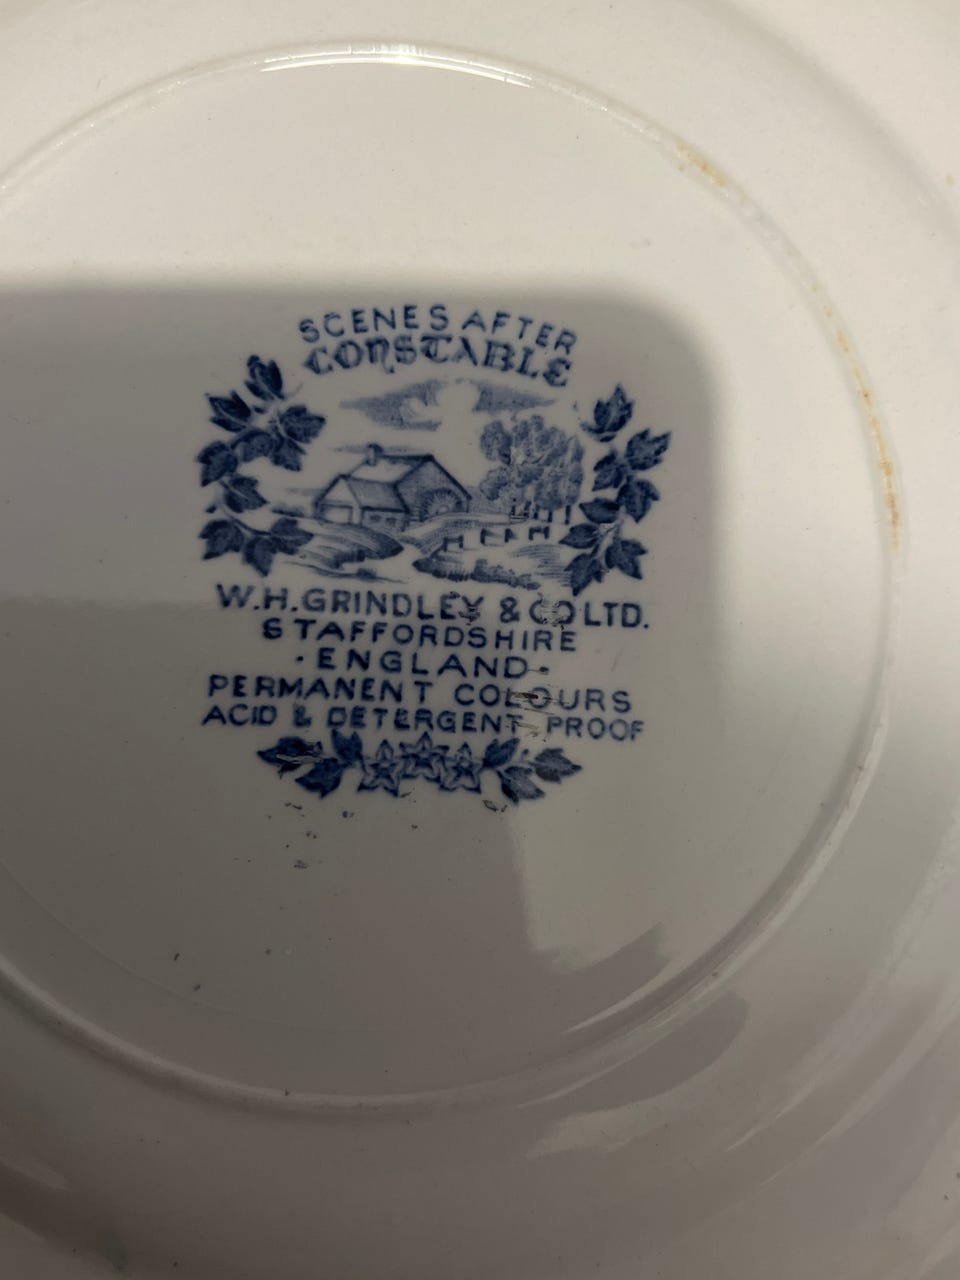 SCENES AFTER
CONSTABLE
W.H.GRINDLEY & CO LTD.
STAFFORDSHIRE
·ENGLAND·
PERMANENT COLOURS
ACID & DETERGENT PROOF